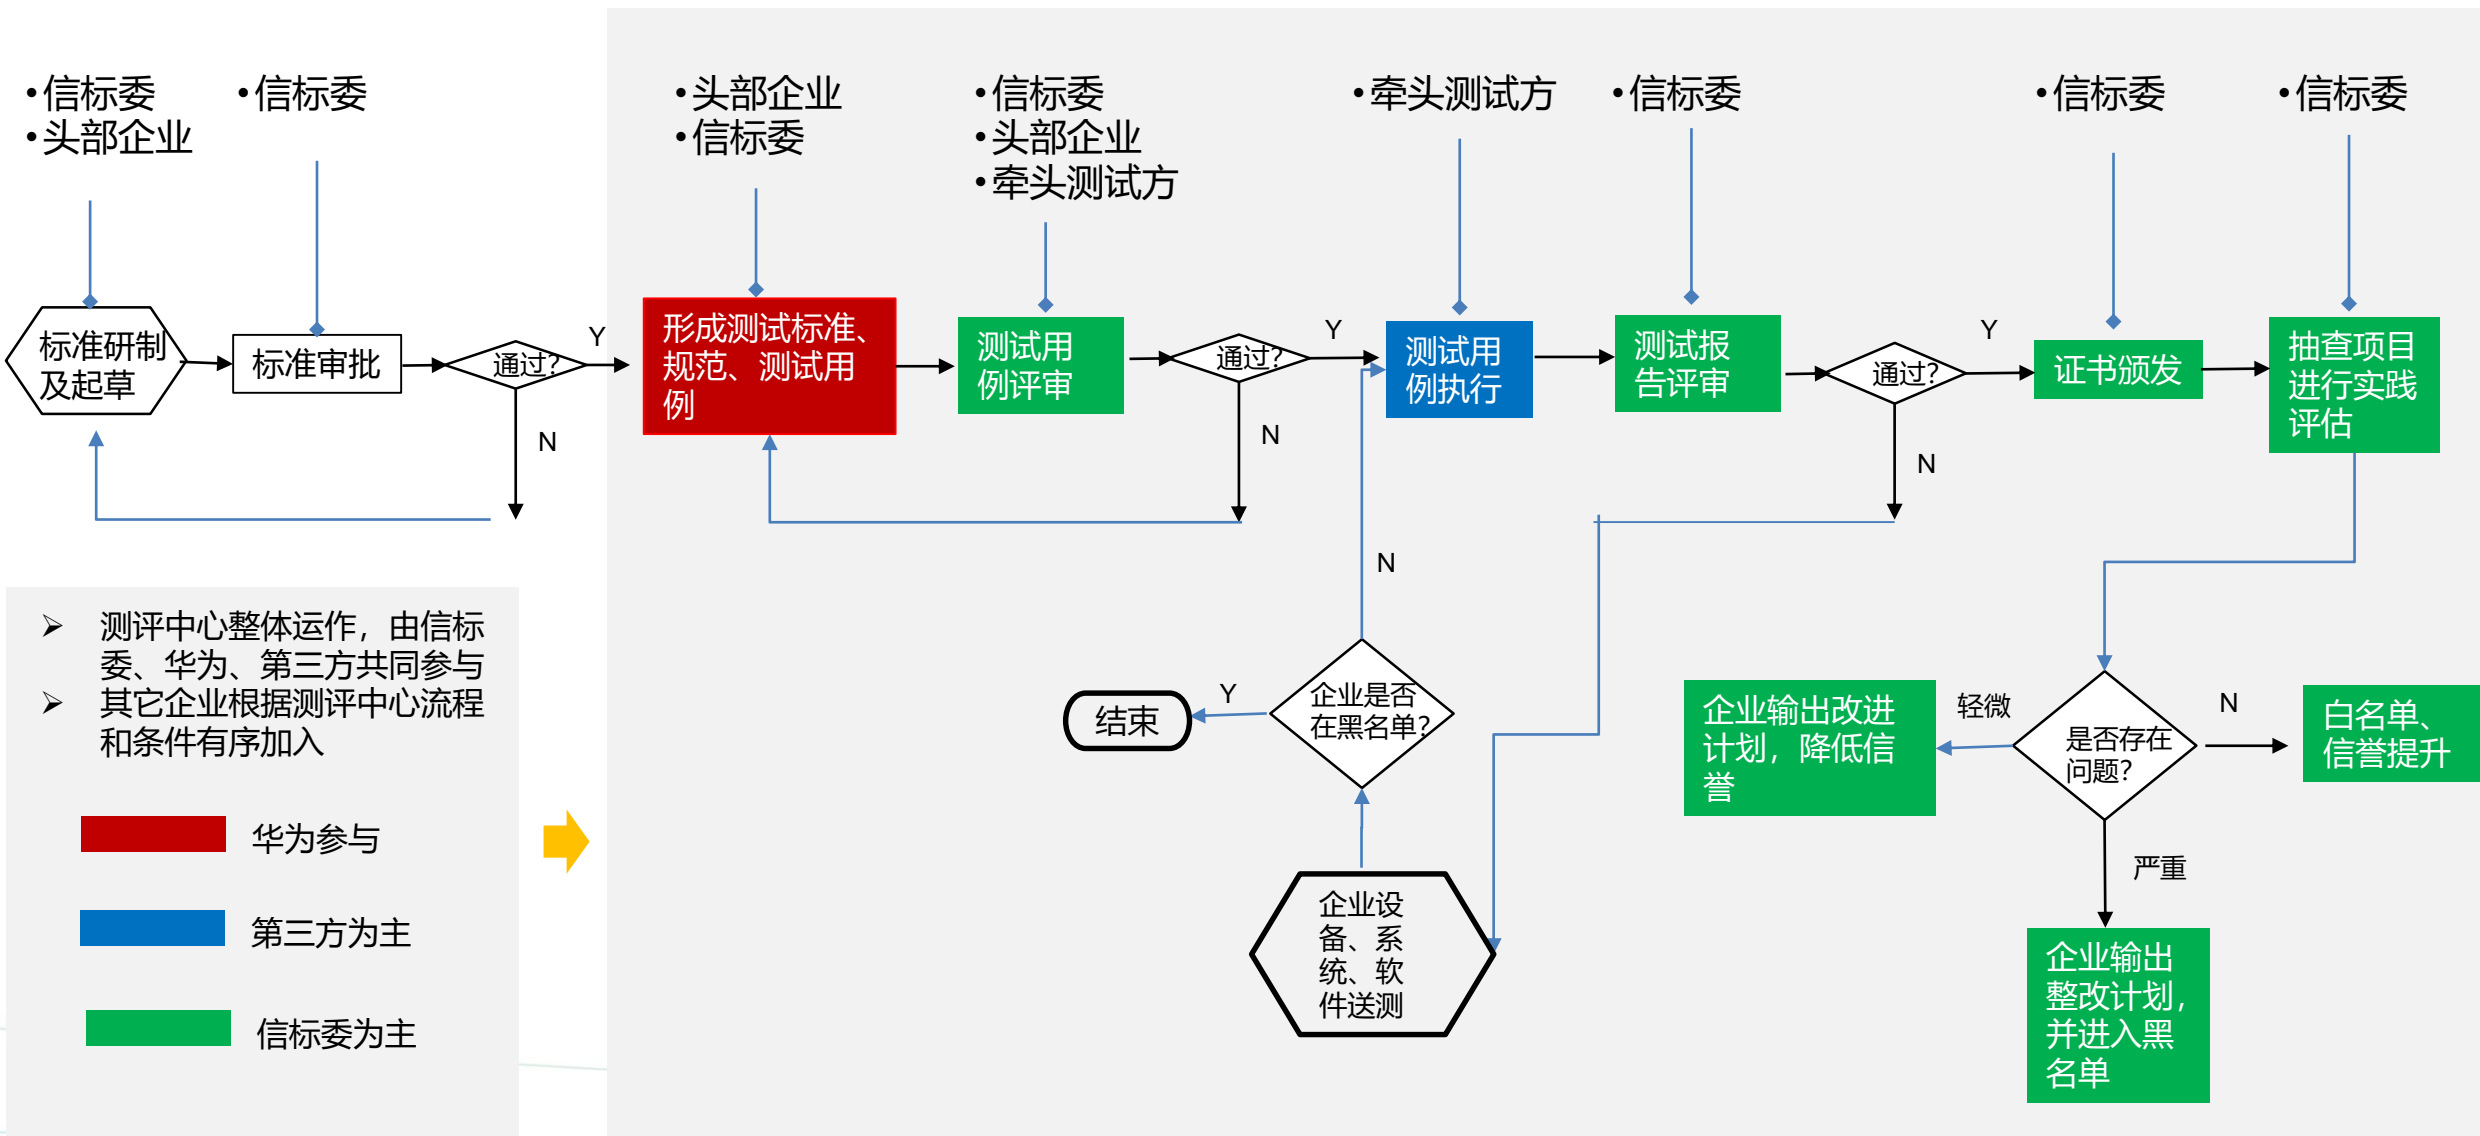 •信标委
•头部企业
•信标委
•头部企业
•信标委
•信标委
•头部企业
•牵头测试方
•牵头测试方
•信标委
•信标委
•信标委
标准研制
及起草
标准审批
通过?
Y
N
形成测试标准、
规范、测试用
例
测试用
例评审
通过?
Y
N
测试用
例执行
测试报
告评审
通过?
Y
N
证书颁发
抽查项目
进行实践
评估
N
企业是否
在黑名单?
Y
结束
企业设
备、系
统、软
件送测
企业输出改进
计划，降低信
誉
轻微
是否存在
问题?
N
白名单、
信誉提升
严重
企业输出
整改计划，
并进入黑
名单
➢ 测评中心整体运作，由信标
委、华为、第三方共同参与
➢ 其它企业根据测评中心流程
和条件有序加入
华为参与
第三方为主
信标委为主